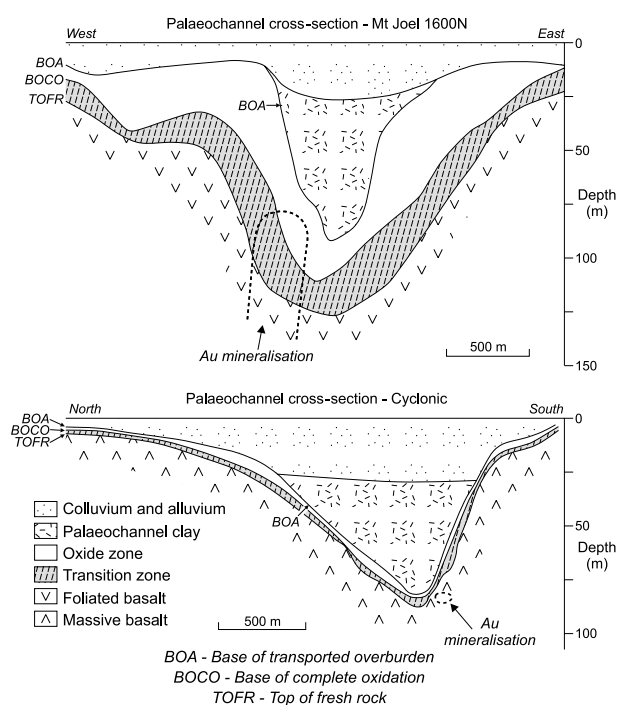 Palaeochannel cross-section - Mt Joel 1600N
West
East
BOA
BOCO
TOFR
BOA
0
50
Depth
(m)
100
150
Au mineralisation
500 m
Palaeochannel cross-section - Cyclonic
North
South
BOA
BOCO
TOFR
BOA
0
50
Depth
(m)
100
Colluvium and alluvium
Palaeochannel clay
Oxide zone
Transition zone
Foliated basalt
Massive basalt
500 m
Au
mineralisation
BOA - Base of transported overburden
BOCO - Base of complete oxidation
TOFR - Top of fresh rock